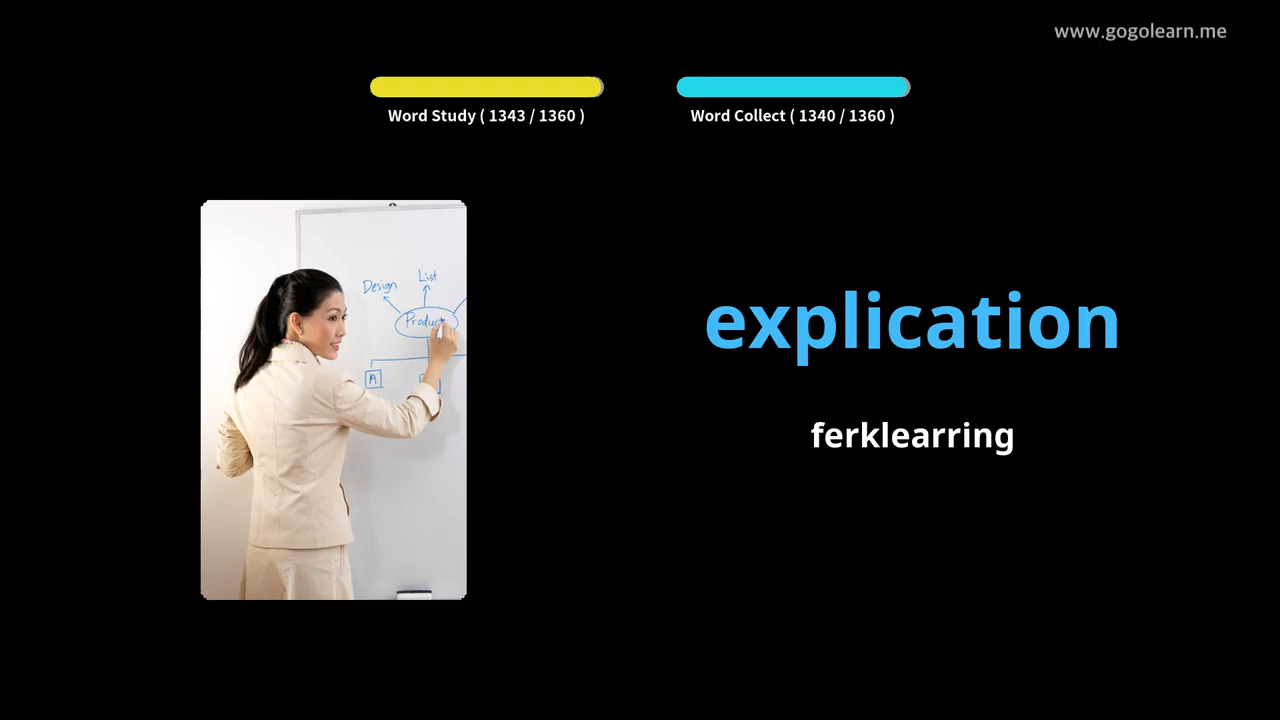 www.gogolearn.me
Word Study ( 1343 / 1360 )
Word Collect ( 1340 / 1360 )
Design
List
Product
A
explication
ferklearring